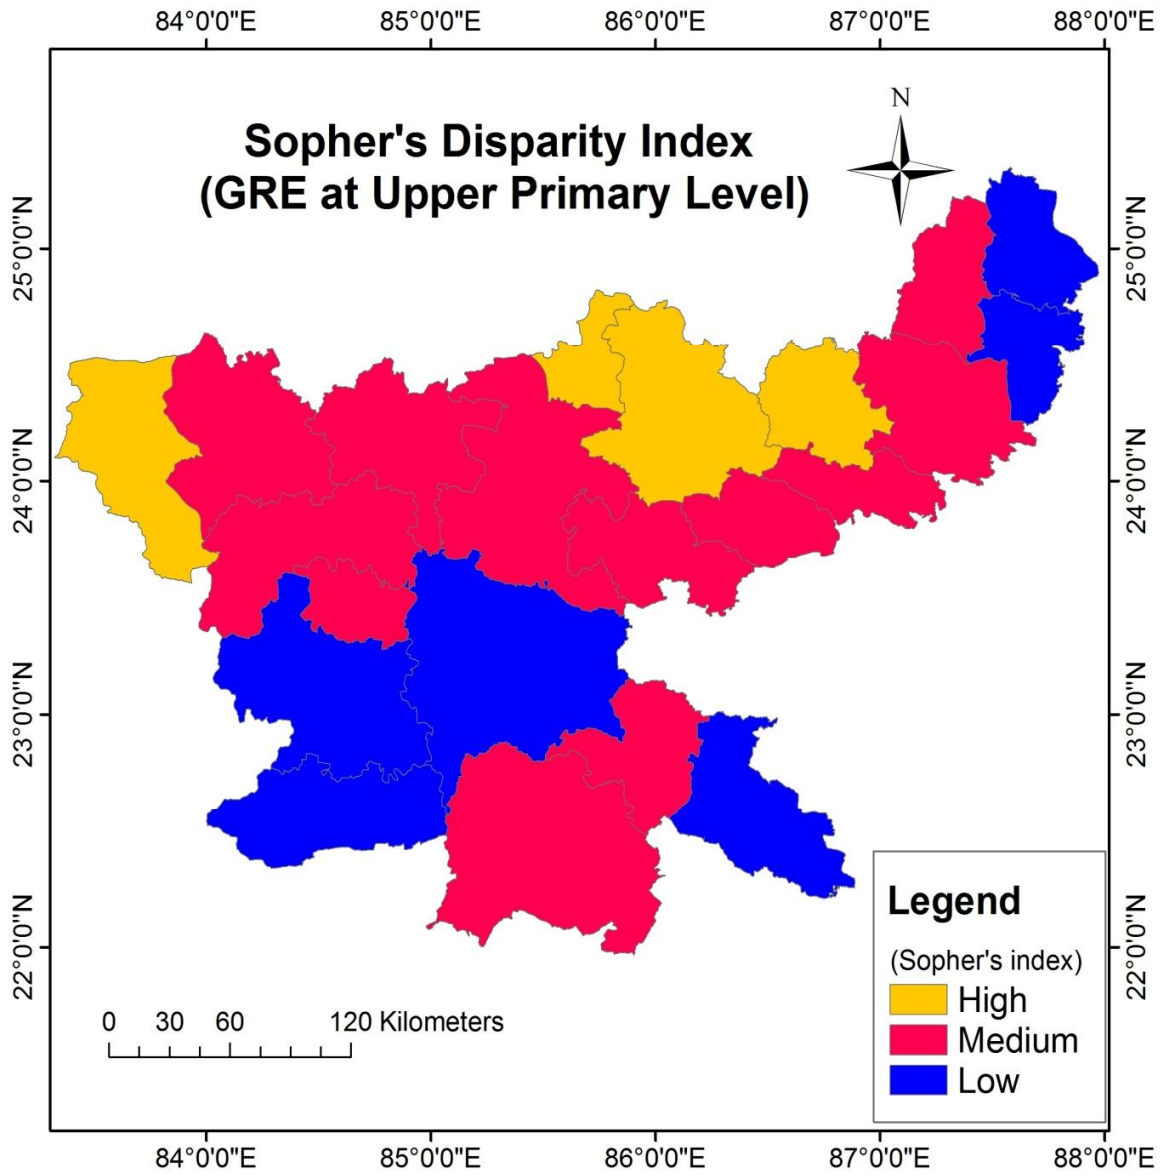 84°0'0"E 85°0'0"E 86°0'0"E 87°0'0"E 88°0'0"E
N
Sopher's Disparity Index
(GRE at Upper Primary Level)
25°0'0"N 25°0'0"N
24°0'0"N 24°0'0"N
23°0'0"N 23°0'0"N
22°0'0"N 22°0'0"N
Legend
(Sopher's index)
High
Medium
Low
0 30 60 120 Kilometers
84°0'0"E 85°0'0"E 86°0'0"E 87°0'0"E 88°0'0"E